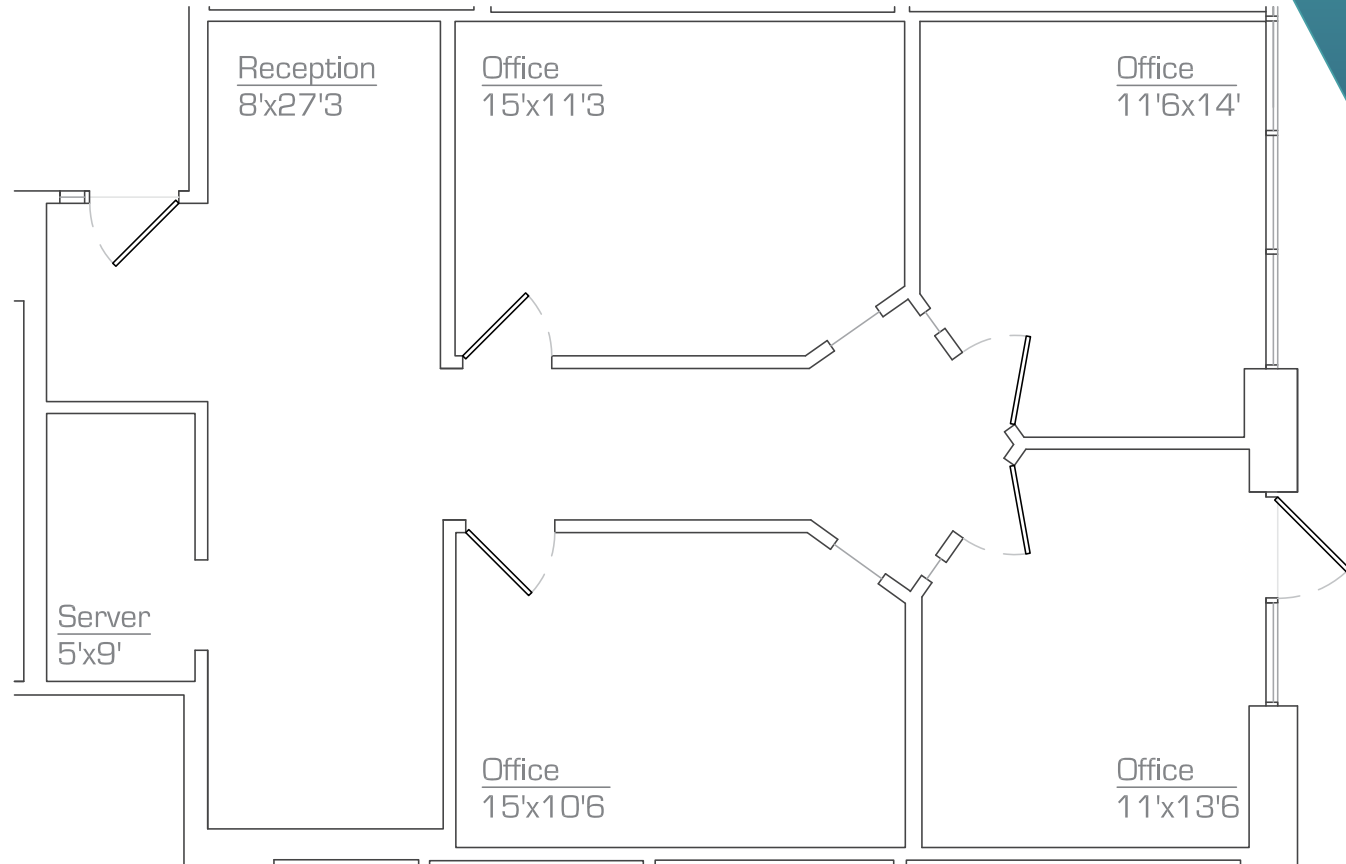 Reception
8'x27'3
Office
15'x11'3
Office
11'6x14'
Server
5'x9'
Office
15'x10'6
Office
11'x13'6